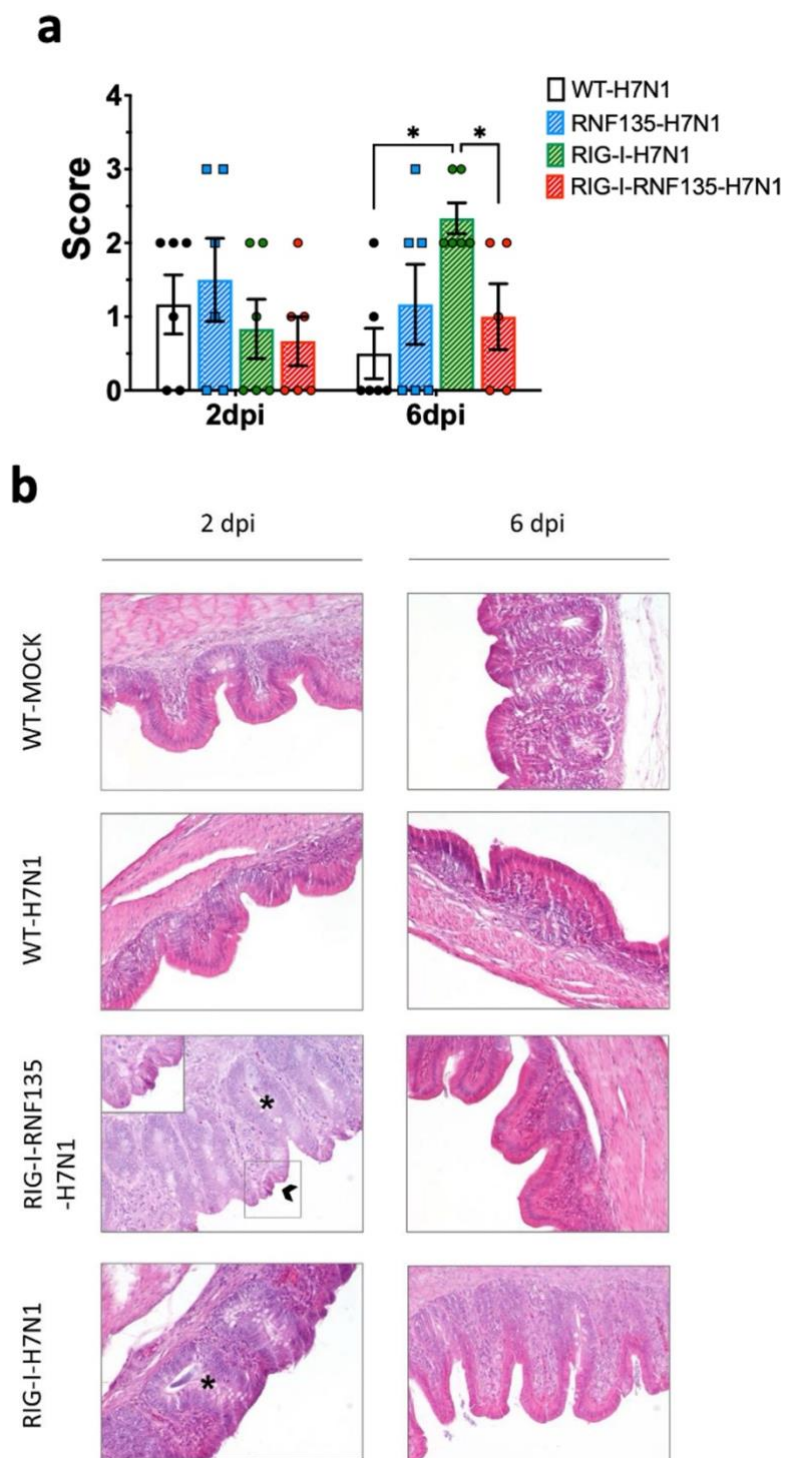 a
4
3
2
1
0
Score
* *
2dpi 6dpi
WT-H7N1
RNF135-H7N1
RIG-I-H7N1
RIG-I-RNF135-H7N1
b
2 dpi 6 dpi
WT-MOCK
WT-H7N1
RIG-I-RNF135
-H7N1
*
RIG-I-H7N1
*